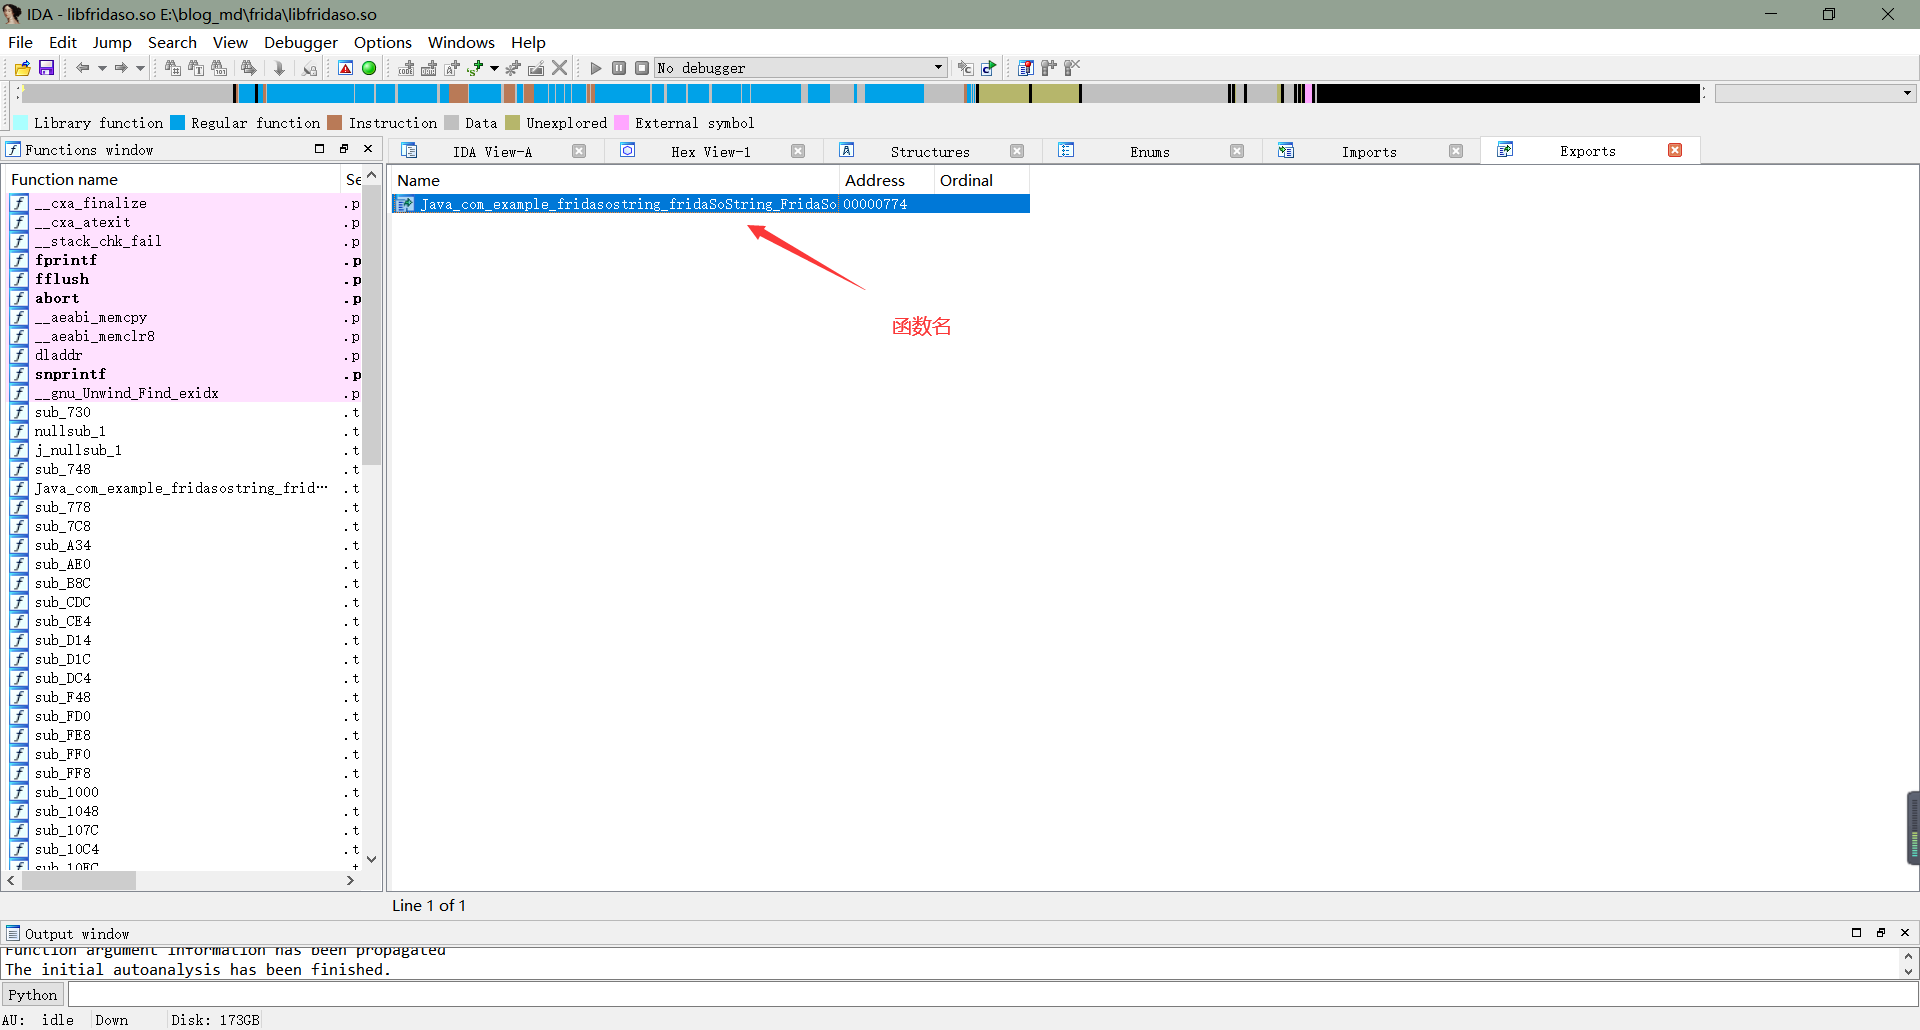 IDA - libfridaso.so E:\blog_md\frida\libfridaso.so
File Edit Jump Search View Debugger Options Windows Help
No debugger
Library function Regular function Instruction Data Unexplored External symbol
Functions window
IDA View-A Hex View-1 Structures Enums Imports Exports
Function name Se
Name Address Ordinal
Java_com_example_fridasostring_fridaSoString_FridaSo 00000774
函数名
__cxa_finalize .p
__cxa_atexit .p
__stack_chk_fail .p
fprintf .p
fflush .p
abort .p
__aeabi_memcpy .p
__aeabi_memclr8 .p
dladdr .p
snprintf .p
__gnu_Unwind_Find_exidx .p
sub_730 .t
nullsub_1 .t
j_nullsub_1 .t
sub_748 .t
Java_com_example_fridasostring_frid… .t
sub_778 .t
sub_7C8 .t
sub_A34 .t
sub_AE0 .t
sub_B8C .t
sub_CDC .t
sub_CE4 .t
sub_D14 .t
sub_D1C .t
sub_DC4 .t
sub_F48 .t
sub_FD0 .t
sub_FE8 .t
sub_FF0 .t
sub_FF8 .t
sub_1000 .t
sub_1048 .t
sub_107C .t
sub_10C4 .t
sub_10EC .t
Line 1 of 1
Output window
Function argument information has been propagated
The initial autoanalysis has been finished.
Python
AU: idle Down Disk: 173GB